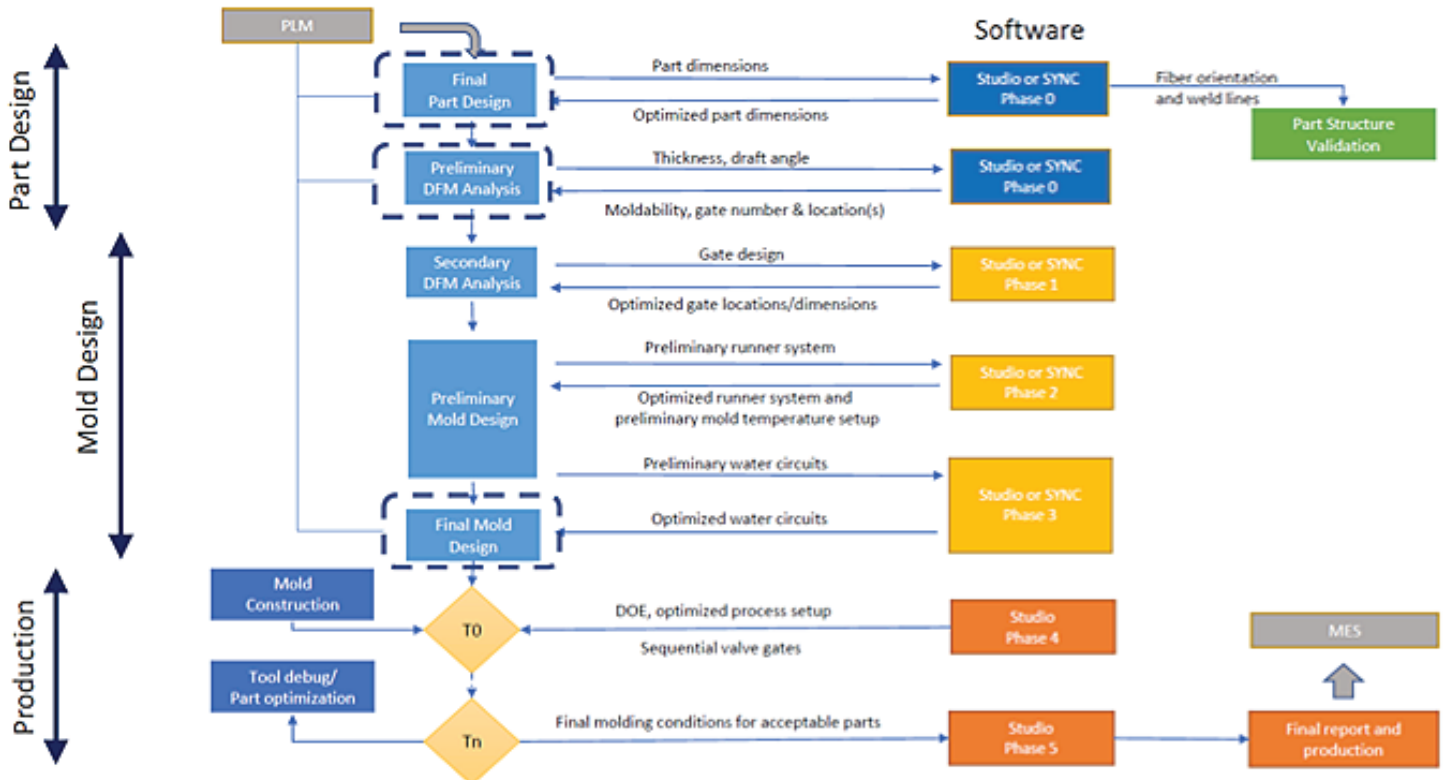 PLM
Software
Part Design
Final
Part Design
Part dimensions
Optimized part dimensions
Studio or SYNC
Phase 0
Fiber orientation
and weld lines
Part Structure
Validation
Preliminary
DFM Analysis
Thickness, draft angle
Moldability, gate number & location(s)
Studio or SYNC
Phase 0
Mold Design
Secondary
DFM Analysis
Gate design
Optimized gate locations/dimensions
Studio or SYNC
Phase 1
Preliminary
Mold Design
Preliminary runner system
Optimized runner system and
preliminary mold temperature setup
Studio or SYNC
Phase 2
Preliminary water circuits
Studio or SYNC
Phase 3
Final Mold
Design
Optimized water circuits
Production
Mold
Construction
T0
DOE, optimized process setup
Sequential valve gates
Studio
Phase 4
MES
Tool debug/
Part optimization
Tn
Final molding conditions for acceptable parts
Studio
Phase 5
Final report and
production